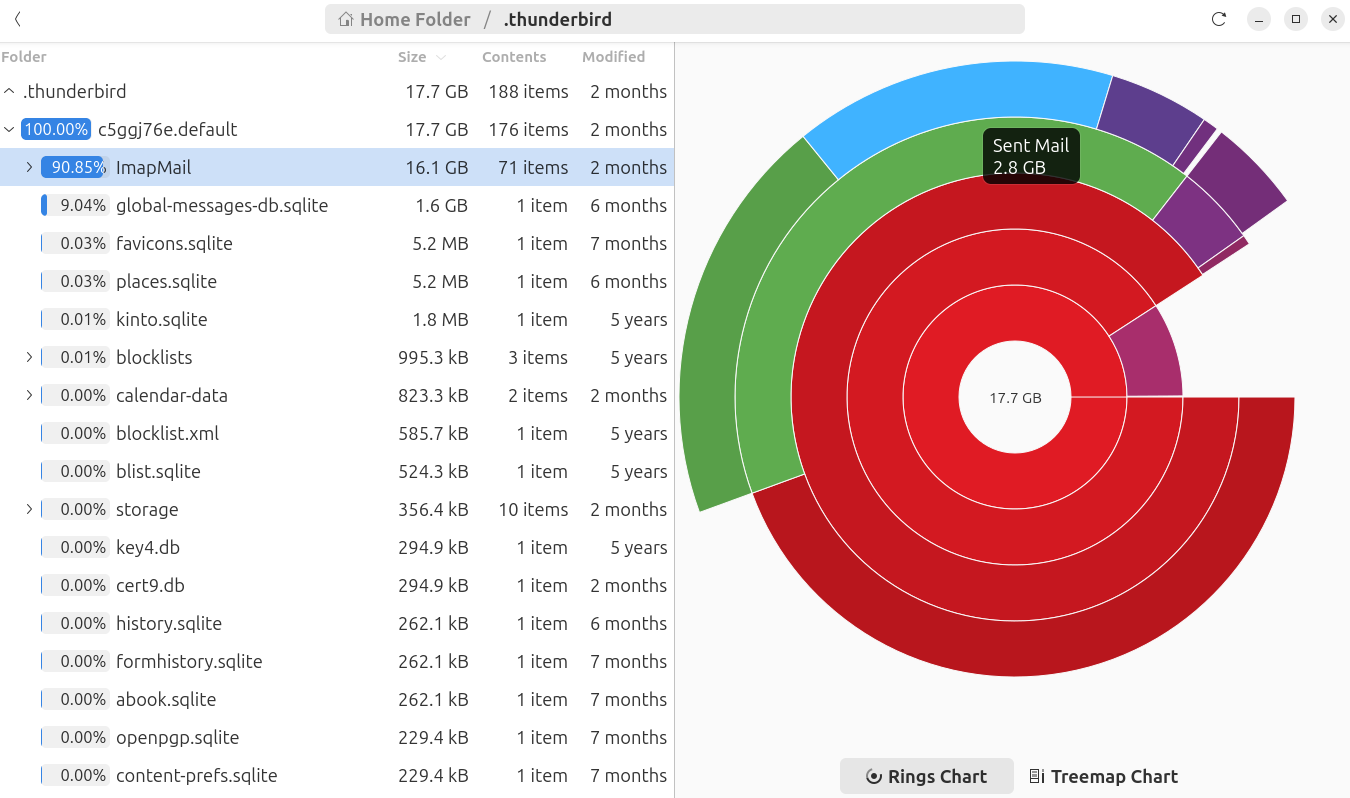 Home Folder / .thunderbird
Folder Size Contents Modified
.thunderbird 17.7 GB 188 items 2 months
100.00% c5ggj76e.default 17.7 GB 176 items 2 months
90.85% ImapMail 16.1 GB 71 items 2 months
9.04% global-messages-db.sqlite 1.6 GB 1 item 6 months
0.03% favicons.sqlite 5.2 MB 1 item 7 months
0.03% places.sqlite 5.2 MB 1 item 6 months
0.01% kinto.sqlite 1.8 MB 1 item 5 years
0.01% blocklists 995.3 kB 3 items 5 years
0.00% calendar-data 823.3 kB 2 items 2 months
0.00% blocklist.xml 585.7 kB 1 item 5 years
0.00% blist.sqlite 524.3 kB 1 item 5 years
0.00% storage 356.4 kB 10 items 2 months
0.00% key4.db 294.9 kB 1 item 5 years
0.00% cert9.db 294.9 kB 1 item 2 months
0.00% history.sqlite 262.1 kB 1 item 6 months
0.00% formhistory.sqlite 262.1 kB 1 item 7 months
0.00% abook.sqlite 262.1 kB 1 item 7 months
0.00% openpgp.sqlite 229.4 kB 1 item 7 months
0.00% content-prefs.sqlite 229.4 kB 1 item 7 months
Sent Mail
2.8 GB
17.7 GB
Rings Chart Treemap Chart